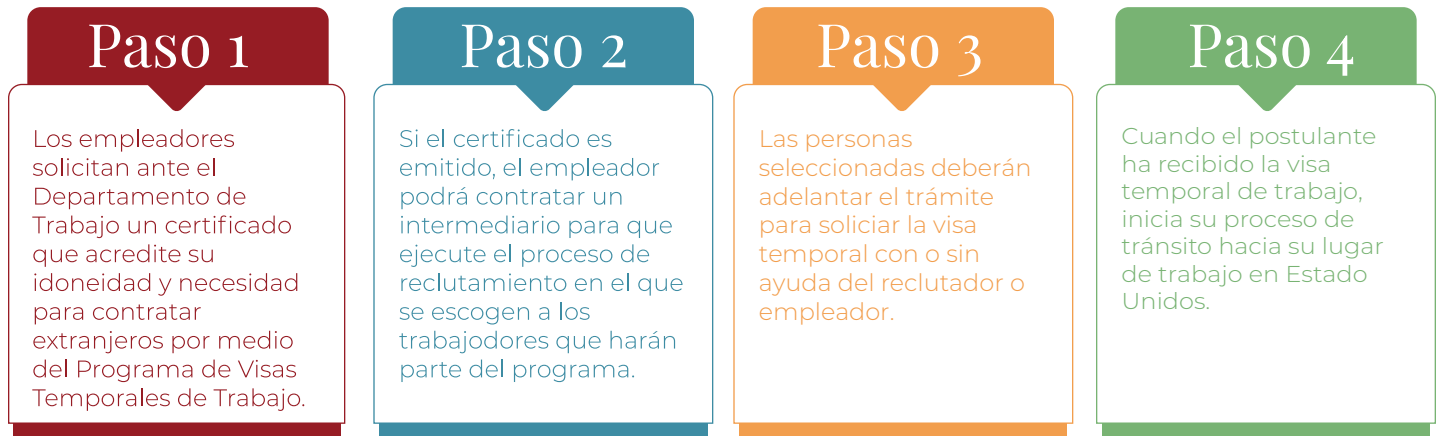 Paso 1
Los empleadores
solicitan ante el
Departamento de
Trabajo un certificado
que acredite su
idoneidad y necesidad
para contratar
extranjeros por medio
del Programa de Visas
Temporales de Trabajo.
Paso 2
Si el certificado es
emitido, el empleador
podrá contratar un
intermediario para que
ejecute el proceso de
reclutamiento en el que
se escogen a los
trabajodores que harán
parte del programa.
Paso 3
Las personas
seleccionadas deberán
adelantar el trámite
para soliciar la visa
temporal con o sin
ayuda del reclutador o
empleador.
Paso 4
Cuando el postulante
ha recibido la visa
temporal de trabajo,
inicia su proceso de
tránsito hacia su lugar
de trabajo en Estado
Unidos.